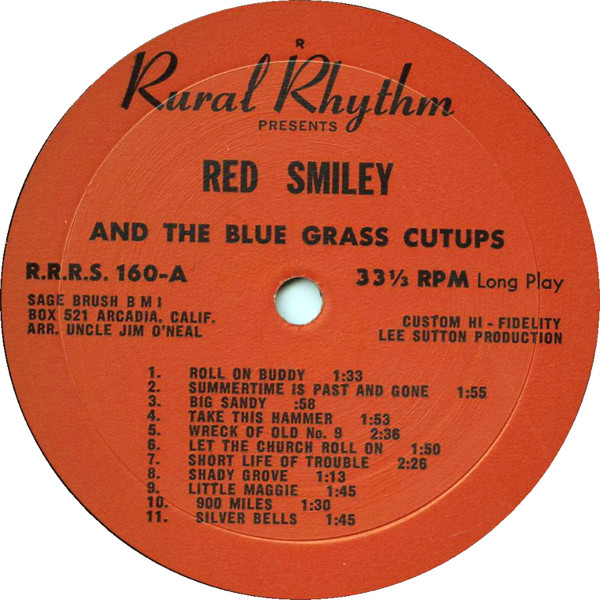 R
Rural Rhythm
PRESENTS
RED SMILEY
AND THE BLUE GRASS CUTUPS
R.R.R.S. 160-A
33⅓ RPM Long Play
SAGE BRUSH B M I
BOX 521 ARCADIA, CALIF.
ARR. UNCLE JIM O'NEAL
CUSTOM HI - FIDELITY
LEE SUTTON PRODUCTION
1. ROLL ON BUDDY 1:33
2. SUMMERTIME IS PAST AND GONE 1:55
3. BIG SANDY :58
4. TAKE THIS HAMMER 1:53
5. WRECK OF OLD No. 9 2:36
6. LET THE CHURCH ROLL ON 1:50
7. SHORT LIFE OF TROUBLE 2:26
8. SHADY GROVE 1:13
9. LITTLE MAGGIE 1:45
10. 900 MILES 1:30
11. SILVER BELLS 1:45